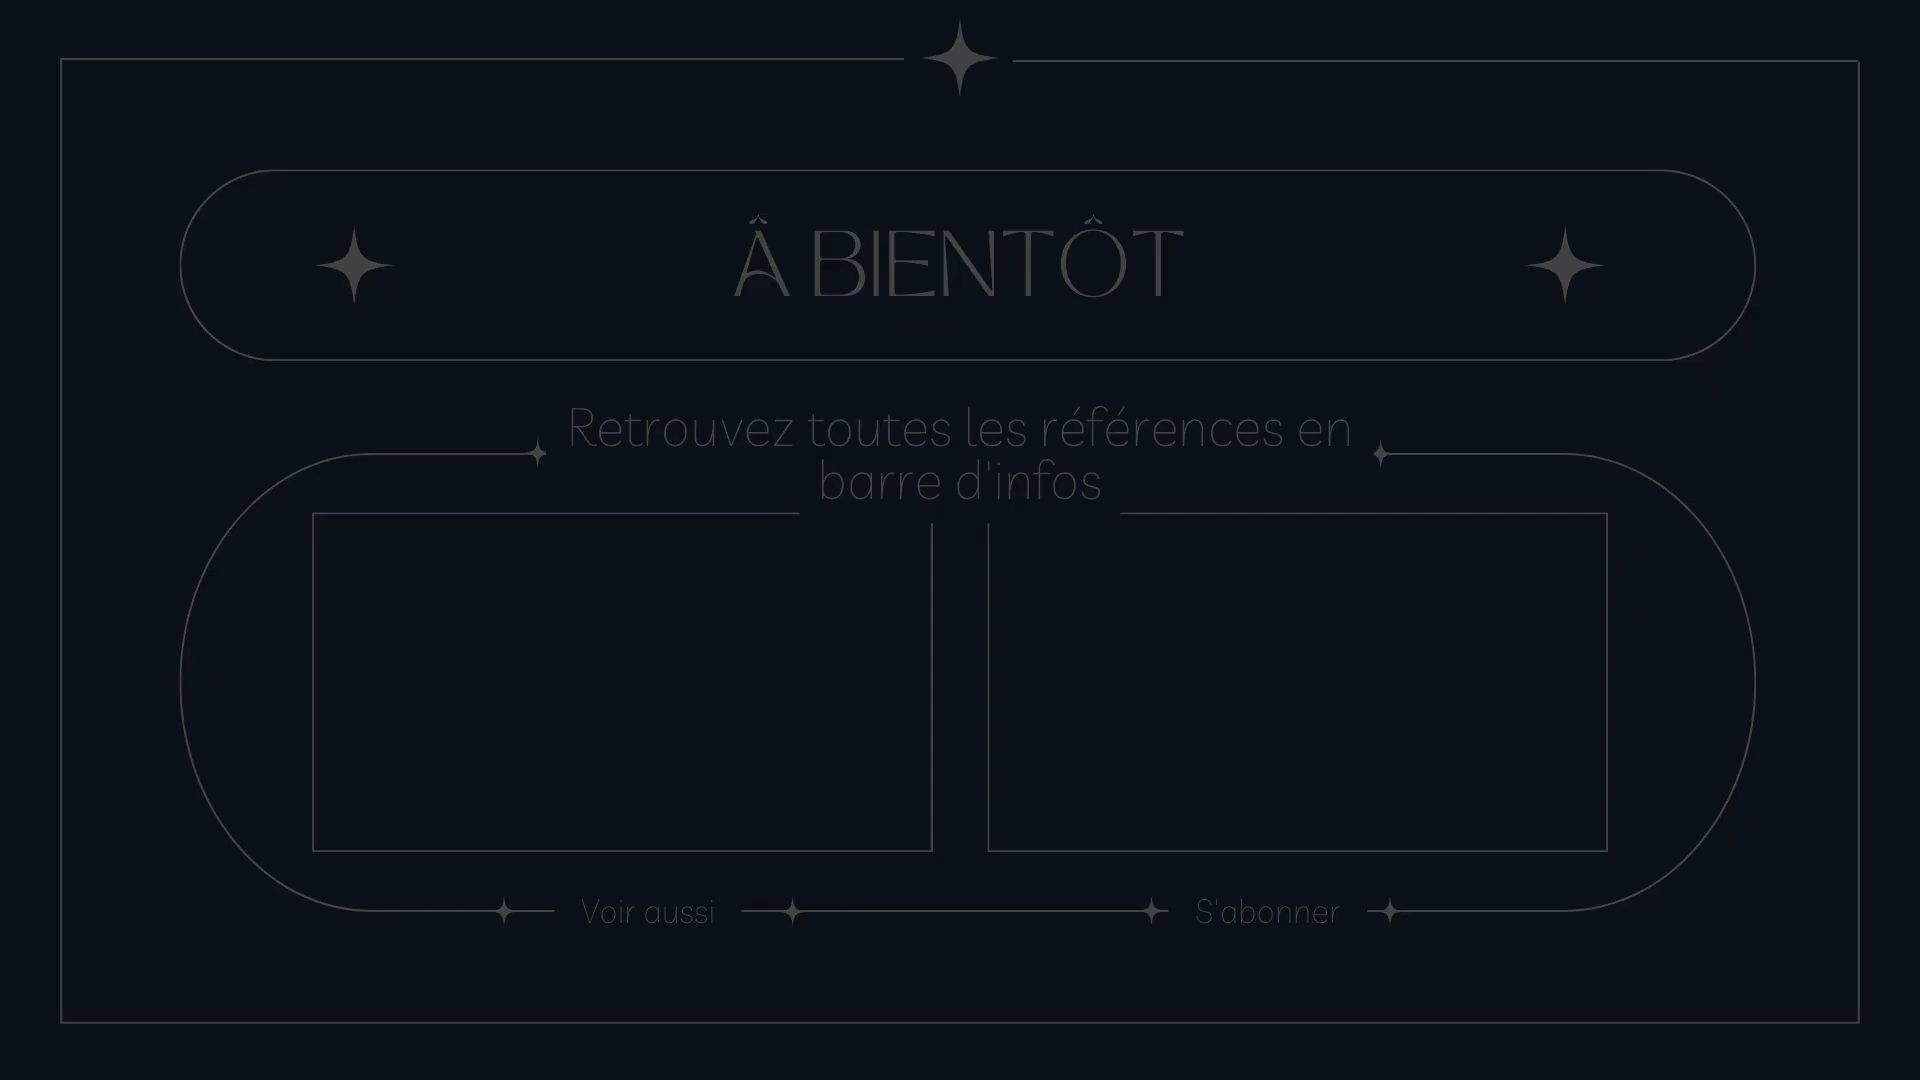 Â BIENTÔT
Retrouvez toutes les références en
barre d'infos
Voir aussi
S'abonner